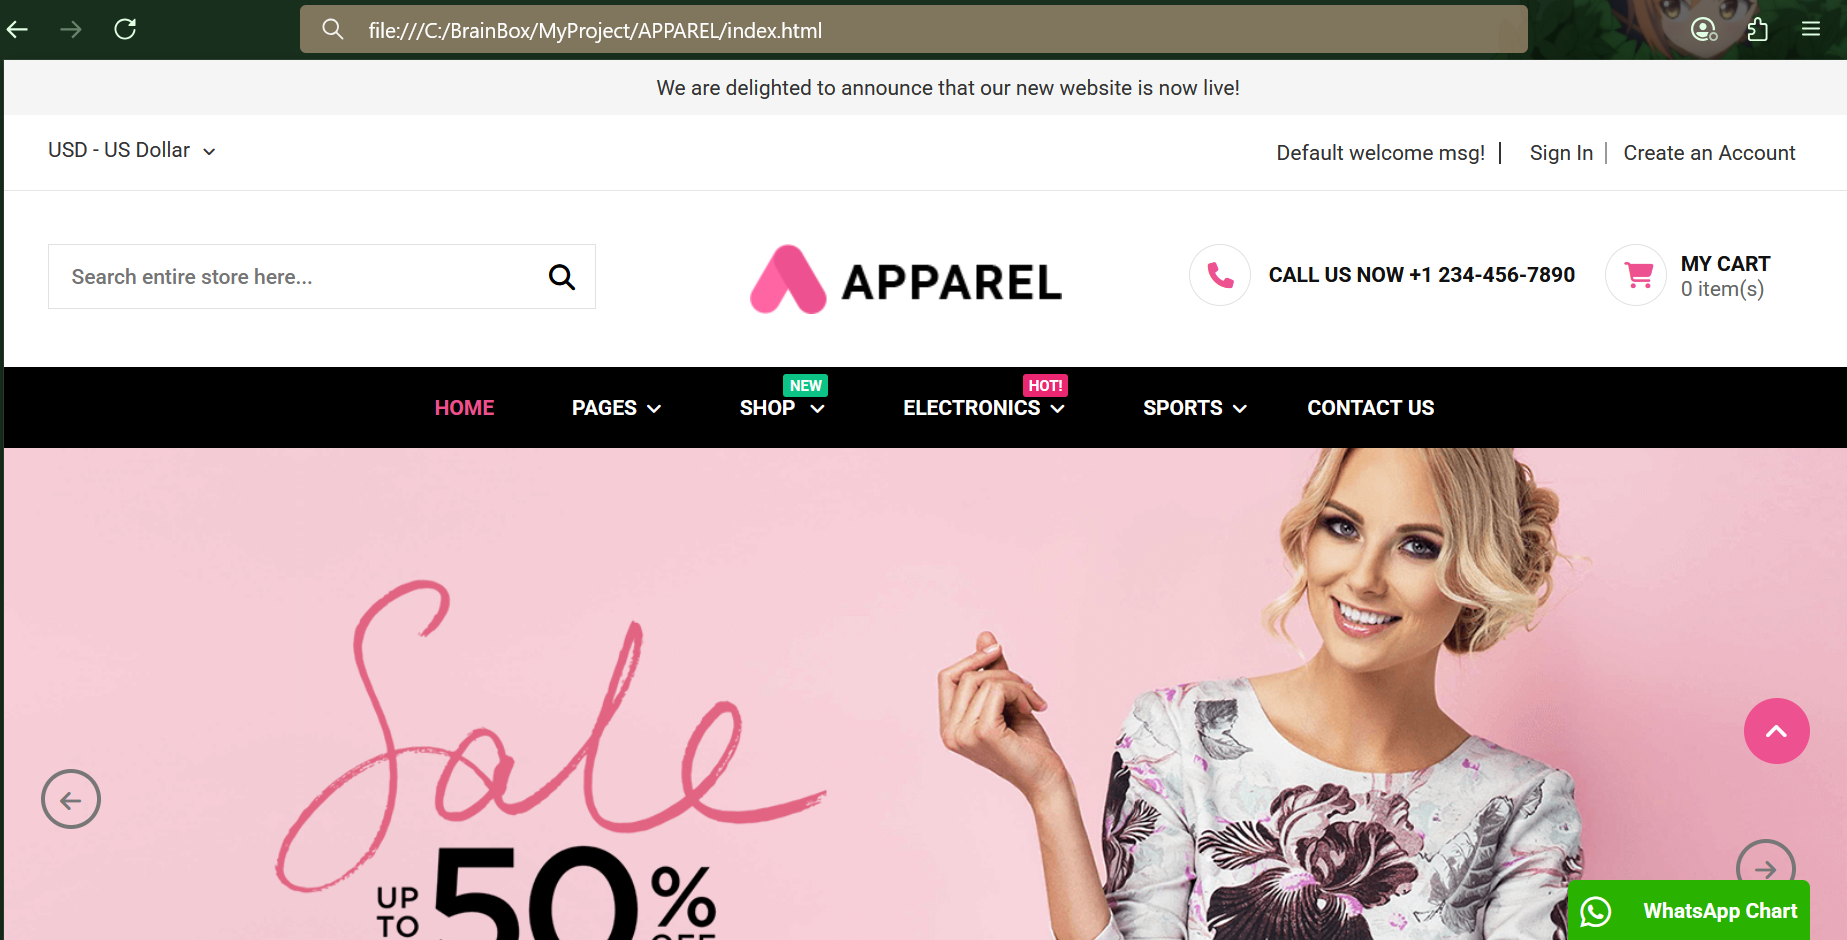 file:///C:/BrainBox/MyProject/APPAREL/index.html
We are delighted to announce that our new website is now live!
USD - US Dollar
Default welcome msg!
Sign In
Create an Account
Search entire store here...
APPAREL
CALL US NOW +1 234-456-7890
MY CART
0 item(s)
NEW
HOT!
HOME
PAGES
SHOP
ELECTRONICS
SPORTS
CONTACT US
Sale
UP TO
50%
OFF
WhatsApp Chart